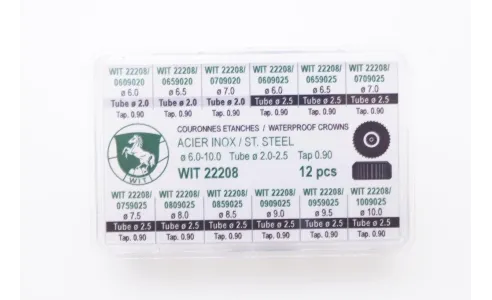 WIT 22208/ WIT 22208/ WIT 22208/ WIT 22208/ WIT 22208/ WIT 22208/
0609020 0659020 0709020 0609025 0659025 0709025
ø 6.0 ø 6.5 ø 7.0 ø 6.0 ø 6.5 ø 7.0
Tube ø 2.0 Tube ø 2.0 Tube ø 2.0 Tube ø 2.5 Tube ø 2.5 Tube ø 2.5
Tap. 0.90 Tap. 0.90 Tap. 0.90 Tap. 0.90 Tap. 0.90 Tap. 0.90
COURONNES ETANCHES / WATERPROOF CROWNS
ACIER INOX / ST. STEEL
ø 6.0-10.0 Tube ø 2.0-2.5 Tap 0.90
WIT
WIT 22208 12 pcs
WIT 22208/ WIT 22208/ WIT 22208/ WIT 22208/ WIT 22208/ WIT 22208/
0759025 0809025 0859025 0909025 0959025 1009025
ø 7.5 ø 8.0 ø 8.5 ø 9.0 ø 9.5 ø 10.0
Tube ø 2.5 Tube ø 2.5 Tube ø 2.5 Tube ø 2.5 Tube ø 2.5 Tube ø 2.5
Tap. 0.90 Tap. 0.90 Tap. 0.90 Tap. 0.90 Tap. 0.90 Tap. 0.90